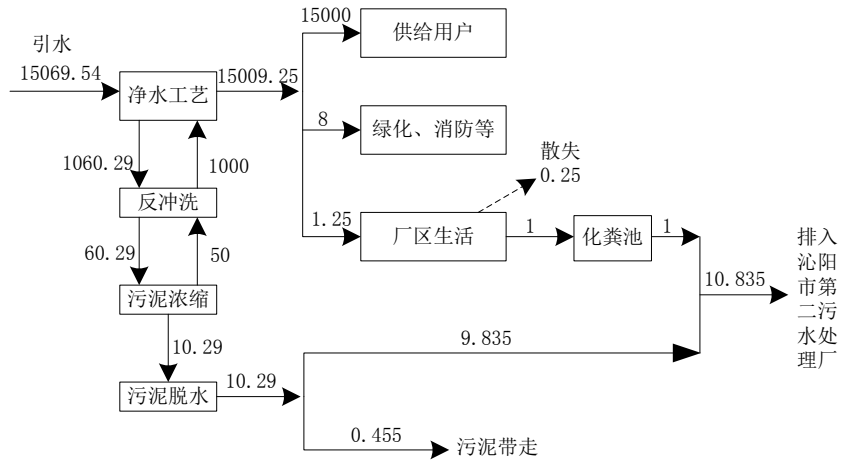 引水
15069.54
净水工艺
15009.25
15000
供给用户
8
绿化、消防等
散失
0.25
1.25
厂区生活
1
化粪池
1
1060.29
1000
反冲洗
60.29
50
污泥浓缩
10.29
污泥脱水
10.29
9.835
0.455
污泥带走
10.835
排入
沁阳
市第
二污
水处
理厂